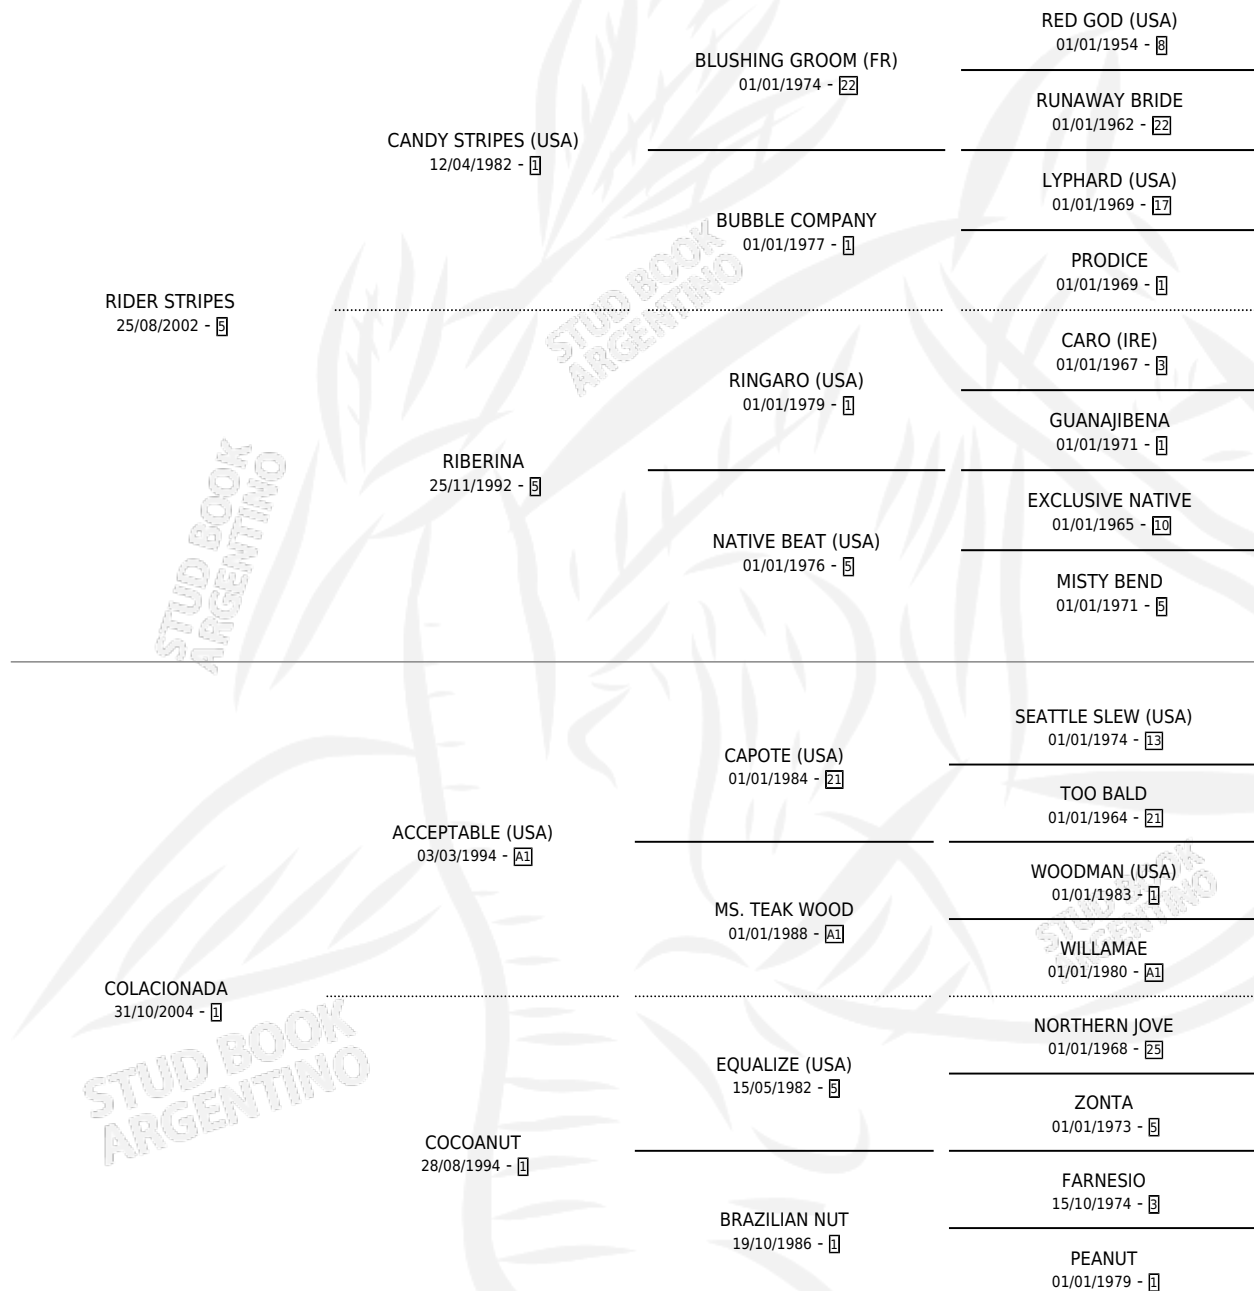 RED GOD (USA)
01/01/1954 - 8
BLUSHING GROOM (FR)
01/01/1974 - 22
RUNAWAY BRIDE
01/01/1962 - 22
CANDY STRIPES (USA)
12/04/1982 - 1
LYPHARD (USA)
01/01/1969 - 17
BUBBLE COMPANY
01/01/1977 - 1
PRODICE
01/01/1969 - 1
RIDER STRIPES
25/08/2002 - 5
CARO (IRE)
01/01/1967 - 3
RINGARO (USA)
01/01/1979 - 1
GUANAJIBENA
01/01/1971 - 1
RIBERINA
25/11/1992 - 5
EXCLUSIVE NATIVE
01/01/1965 - 10
NATIVE BEAT (USA)
01/01/1976 - 5
MISTY BEND
01/01/1971 - 5
STUD BOOK
ARGENTINO
STUD BOOK
ARGENTINO
SEATTLE SLEW (USA)
01/01/1974 - 13
CAPOTE (USA)
01/01/1984 - 21
TOO BALD
01/01/1964 - 21
ACCEPTABLE (USA)
03/03/1994 - A1
WOODMAN (USA)
01/01/1983 - 1
MS. TEAK WOOD
01/01/1988 - A1
WILLAMAE
01/01/1980 - A1
COLACIONADA
31/10/2004 - 1
NORTHERN JOVE
01/01/1968 - 25
EQUALIZE (USA)
15/05/1982 - 5
ZONTA
01/01/1973 - 5
COCOANUT
28/08/1994 - 1
FARNESIO
15/10/1974 - 3
BRAZILIAN NUT
19/10/1986 - 1
PEANUT
01/01/1979 - 1
STUD BOOK
ARGENTINO
STUD BOOK
ARGENTINO